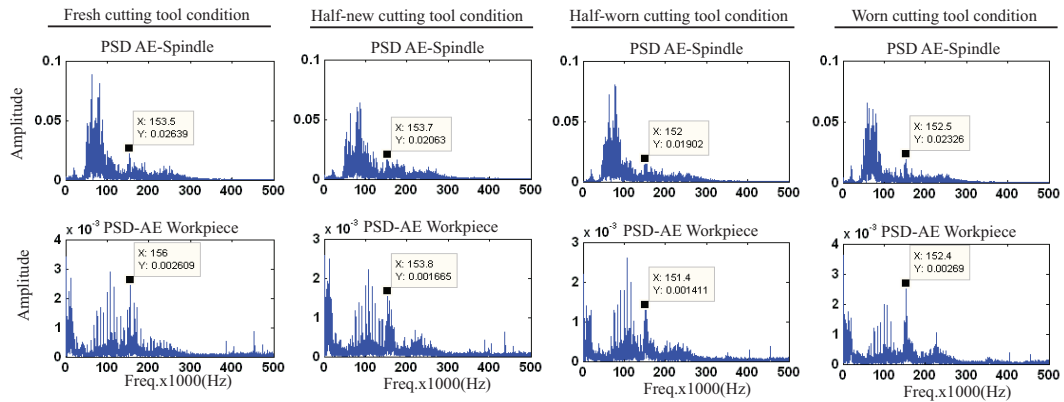 Fresh cutting tool condition
Half-new cutting tool condition
Half-worn cutting tool condition
Worn cutting tool condition
PSD AE-Spindle
PSD AE-Spindle
PSD AE-Spindle
PSD AE-Spindle
Amplitude
0.1
0.05
0
X: 153.5
Y: 0.02639
0 100 200 300 400 500
0.1
0.05
0
X: 153.7
Y: 0.02063
0 100 200 300 400 500
0.1
0.05
0
X: 152
Y: 0.01902
0 100 200 300 400 500
0.1
0.05
0
X: 152.5
Y: 0.02326
0 100 200 300 400 500
x 10⁻³ PSD-AE Workpiece
x 10⁻³ PSD-AE Workpiece
x 10⁻³ PSD-AE Workpiece
x 10⁻³ PSD-AE Workpiece
Amplitude
4
3
2
1
0
X: 156
Y: 0.002609
0 100 200 300 400 500
Freq.x1000(Hz)
3
2
1
0
X: 153.8
Y: 0.001665
0 100 200 300 400 500
Freq.x1000(Hz)
3
2
1
0
X: 151.4
Y: 0.001411
0 100 200 300 400 500
Freq.x1000(Hz)
4
3
2
1
0
X: 152.4
Y: 0.00269
0 100 200 300 400 500
Freq.x1000(Hz)